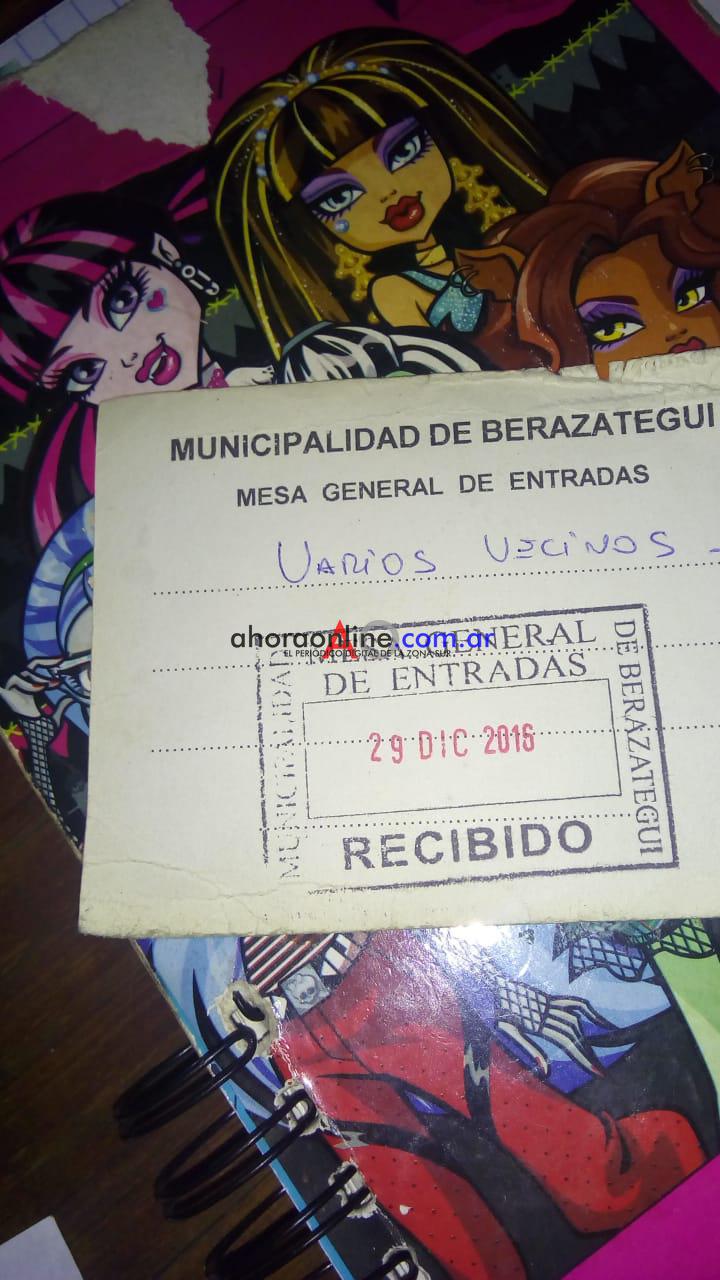 MUNICIPALIDAD DE BERAZATEGUI
MESA GENERAL DE ENTRADAS
VARIOS VECINOS -
ahoraonline.com.ar
EL PERIODICO DIGITAL DE LA ZONA SUR
MESA GENERAL
DE ENTRADAS
MUNICIPALIDAD
DE BERAZATEGUI
29 DIC 2016
RECIBIDO